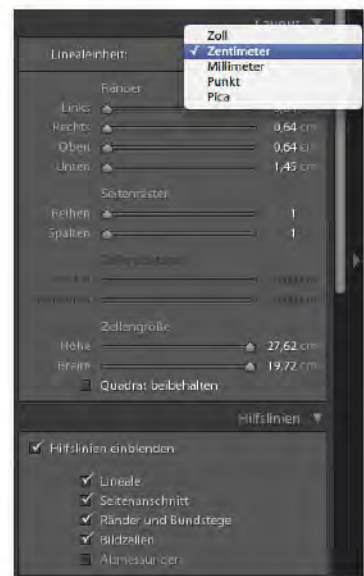 Layout
Zoll
Linealeinheit: ✓ Zentimeter
Millimeter
Punkt
Pica
Ränder
Links
Rechts 0,64 cm
Oben 0,64 cm
Unten 1,45 cm
Seitenraster
Reihen 1
Spalten 1
Zellengröße
Höhe 27,62 cm
Breite 19,72 cm
Quadrat beibehalten
Hilfslinien
Hilfslinien einblenden
Lineale
Seitenanschnitt
Ränder und Bundstege
Bildzellen
Abmessungen